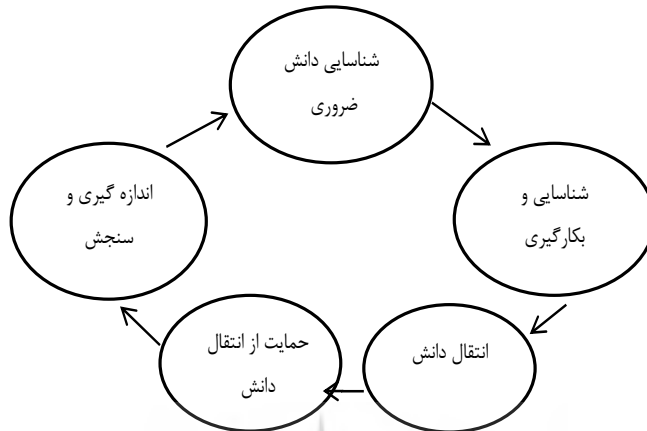 شناسایی دانش
ضروری
شناسایی و
بکارگیری
انتقال دانش
حمایت از انتقال
دانش
اندازه گیری و
سنجش